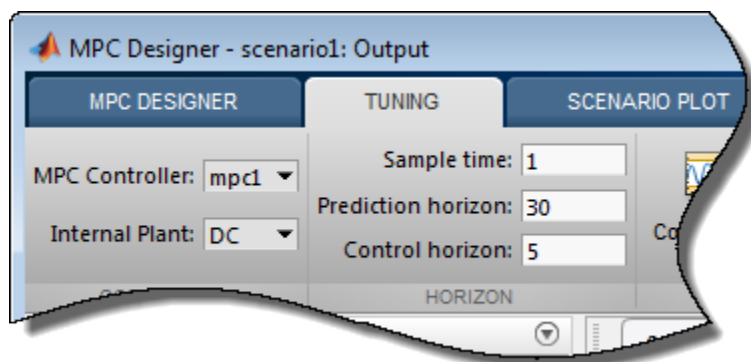 MPC Designer - scenario1: Output
MPC DESIGNER TUNING SCENARIO PLOT
MPC Controller: mpc1
Internal Plant: DC
Sample time: 1
Prediction horizon: 30
Control horizon: 5
HORIZON